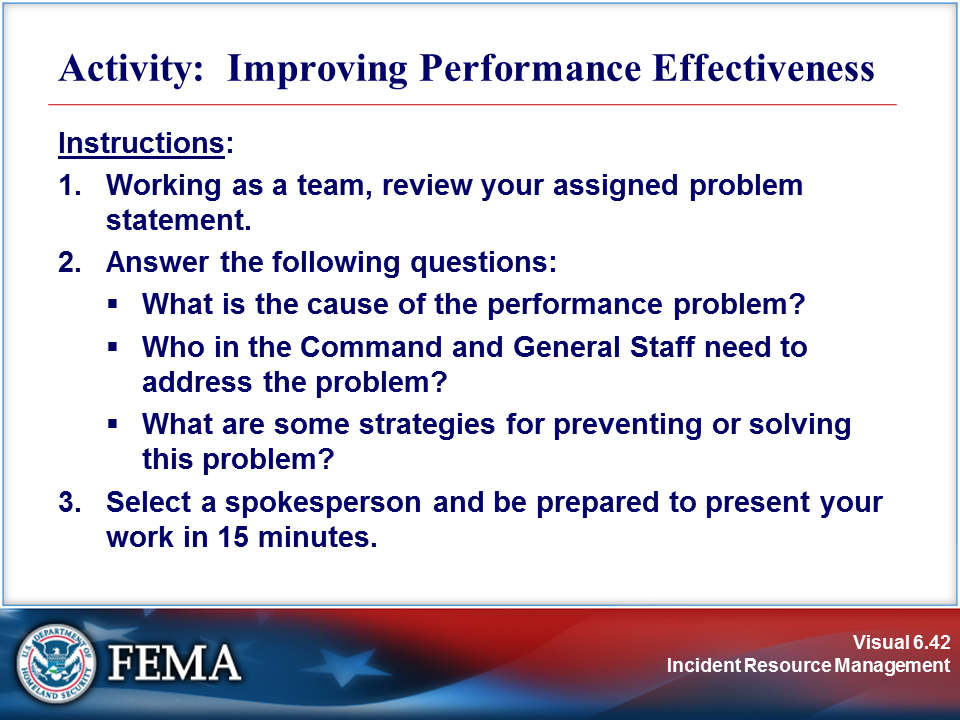 Activity:  Improving Performance Effectiveness
Instructions:
1. Working as a team, review your assigned problem
statement.
2. Answer the following questions:
▪ What is the cause of the performance problem?
▪ Who in the Command and General Staff need to
address the problem?
▪ What are some strategies for preventing or solving
this problem?
3. Select a spokesperson and be prepared to present your
work in 15 minutes.
U.S. DEPARTMENT OF
HOMELAND SECURITY
FEMA
Visual 6.42
Incident Resource Management